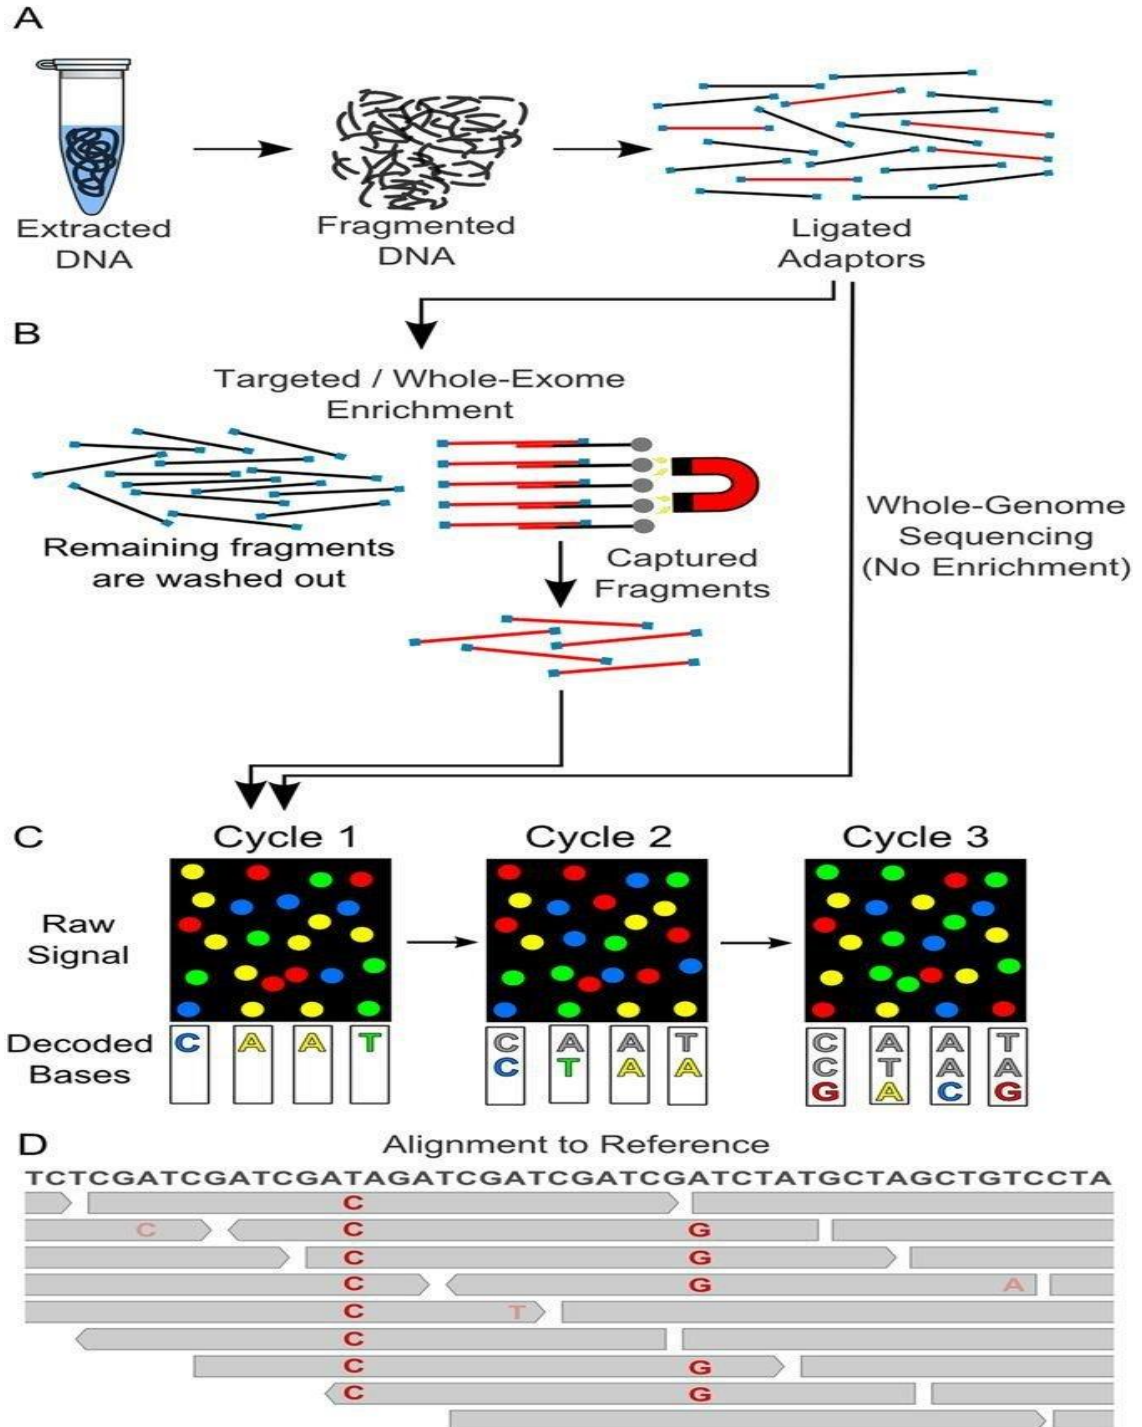 A
Extracted
DNA
Fragmented
DNA
Ligated
Adaptors
B
Targeted / Whole-Exome
Enrichment
Remaining fragments
are washed out
Captured
Fragments
Whole-Genome
Sequencing
(No Enrichment)
C
Cycle 1
Cycle 2
Cycle 3
Raw
Signal
Decoded
Bases
C A A T
C A A T
C T A A
C A A T
C T A A
G A C G
D
Alignment to Reference
TCTCGATCGATCGATAGATCGATCGATCGATCTATGCTAGCTGTCCTA
C
C C G
C G
C G A
C T
C
C G
C G